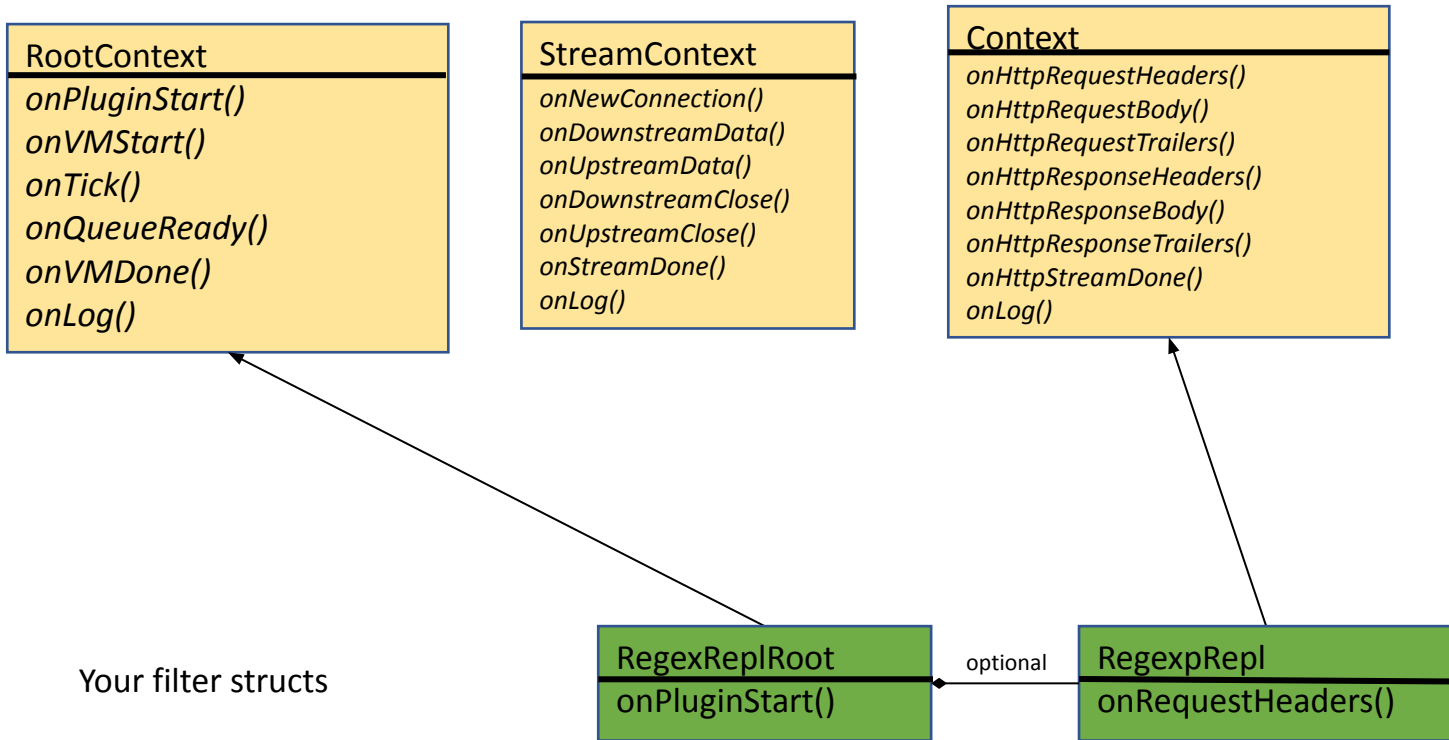 RootContext
onPluginStart()
onVMStart()
onTick()
onQueueReady()
onVMDone()
onLog()
StreamContext
onNewConnection()
onDownstreamData()
onUpstreamData()
onDownstreamClose()
onUpstreamClose()
onStreamDone()
onLog()
Context
onHttpRequestHeaders()
onHttpRequestBody()
onHttpRequestTrailers()
onHttpResponseHeaders()
onHttpResponseBody()
onHttpResponseTrailers()
onHttpStreamDone()
onLog()
Your filter structs
RegexReplRoot
onPluginStart()
optional
RegexpRepl
onRequestHeaders()